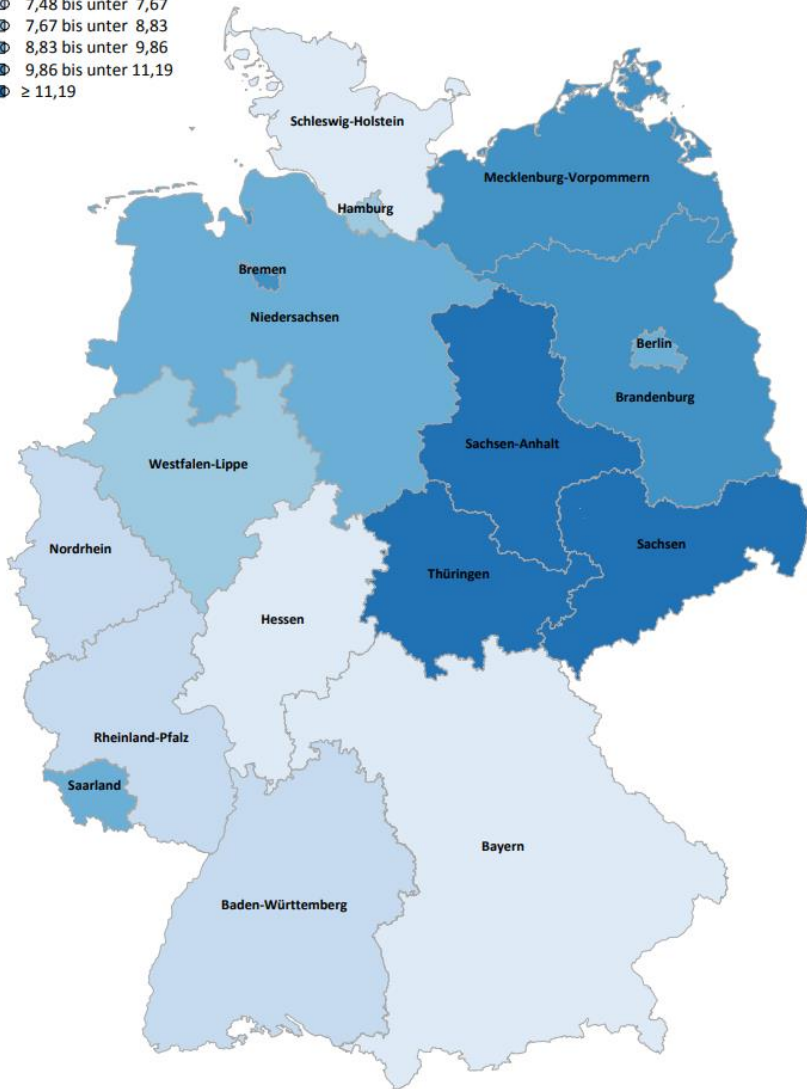 7,48 bis unter 7,67
7,67 bis unter 8,83
8,83 bis unter 9,86
9,86 bis unter 11,19
≥ 11,19
Schleswig-Holstein
Mecklenburg-Vorpommern
Hamburg
Bremen
Niedersachsen
Berlin
Brandenburg
Sachsen-Anhalt
Westfalen-Lippe
Nordrhein
Sachsen
Thüringen
Hessen
Rheinland-Pfalz
Saarland
Bayern
Baden-Württemberg